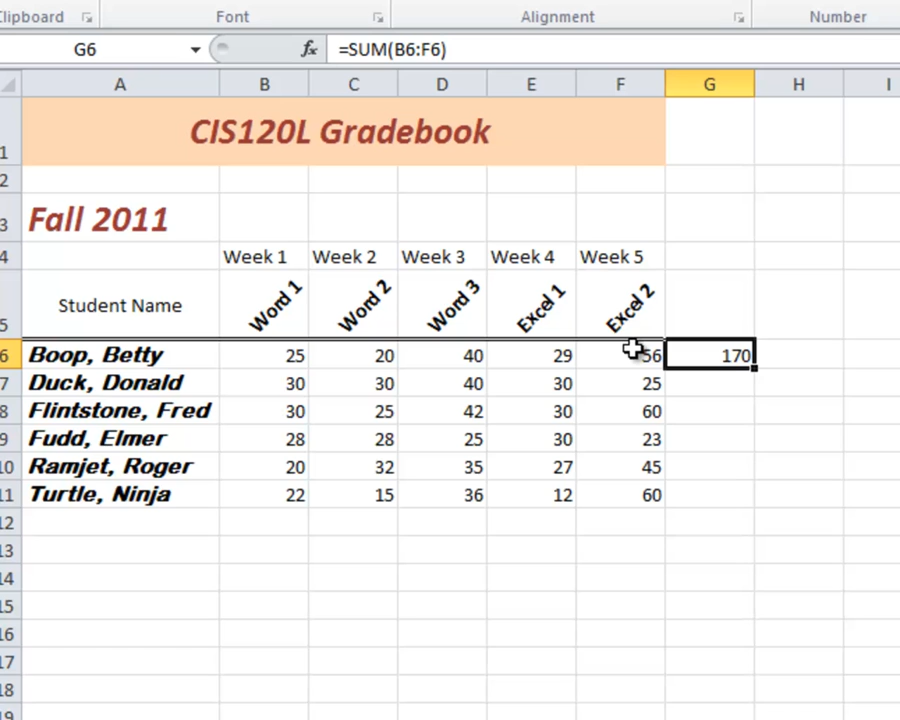 Clipboard Font Alignment Number
G6 fx =SUM(B6:F6)
A B C D E F G H I
1 CIS120L Gradebook
2
3 Fall 2011
4 Week 1 Week 2 Week 3 Week 4 Week 5
5 Student Name Word 1 Word 2 Word 3 Excel 1 Excel 2
6 Boop, Betty 25 20 40 29 56 170
7 Duck, Donald 30 30 40 30 25
8 Flintstone, Fred 30 25 42 30 60
9 Fudd, Elmer 28 28 25 30 23
10 Ramjet, Roger 20 32 35 27 45
11 Turtle, Ninja 22 15 36 12 60
12
13
14
15
16
17
18
19